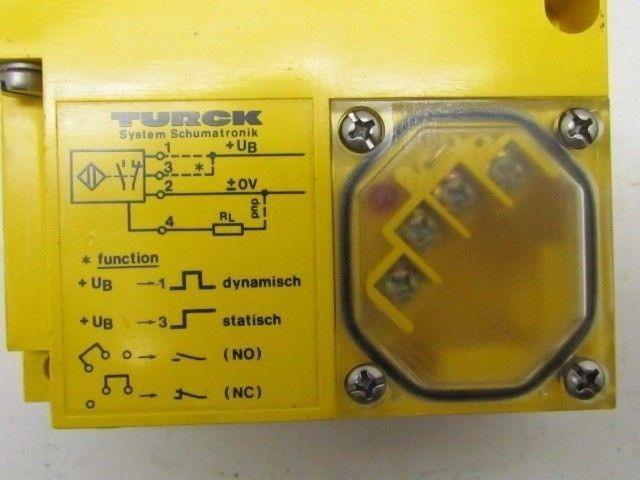 TURCK
System Schumatronik
1 +UB
3 *
2 ±0V
pnp
4 RL
* function
+UB → 1 dynamisch
+UB → 3 statisch
→ (NO)
→ (NC)